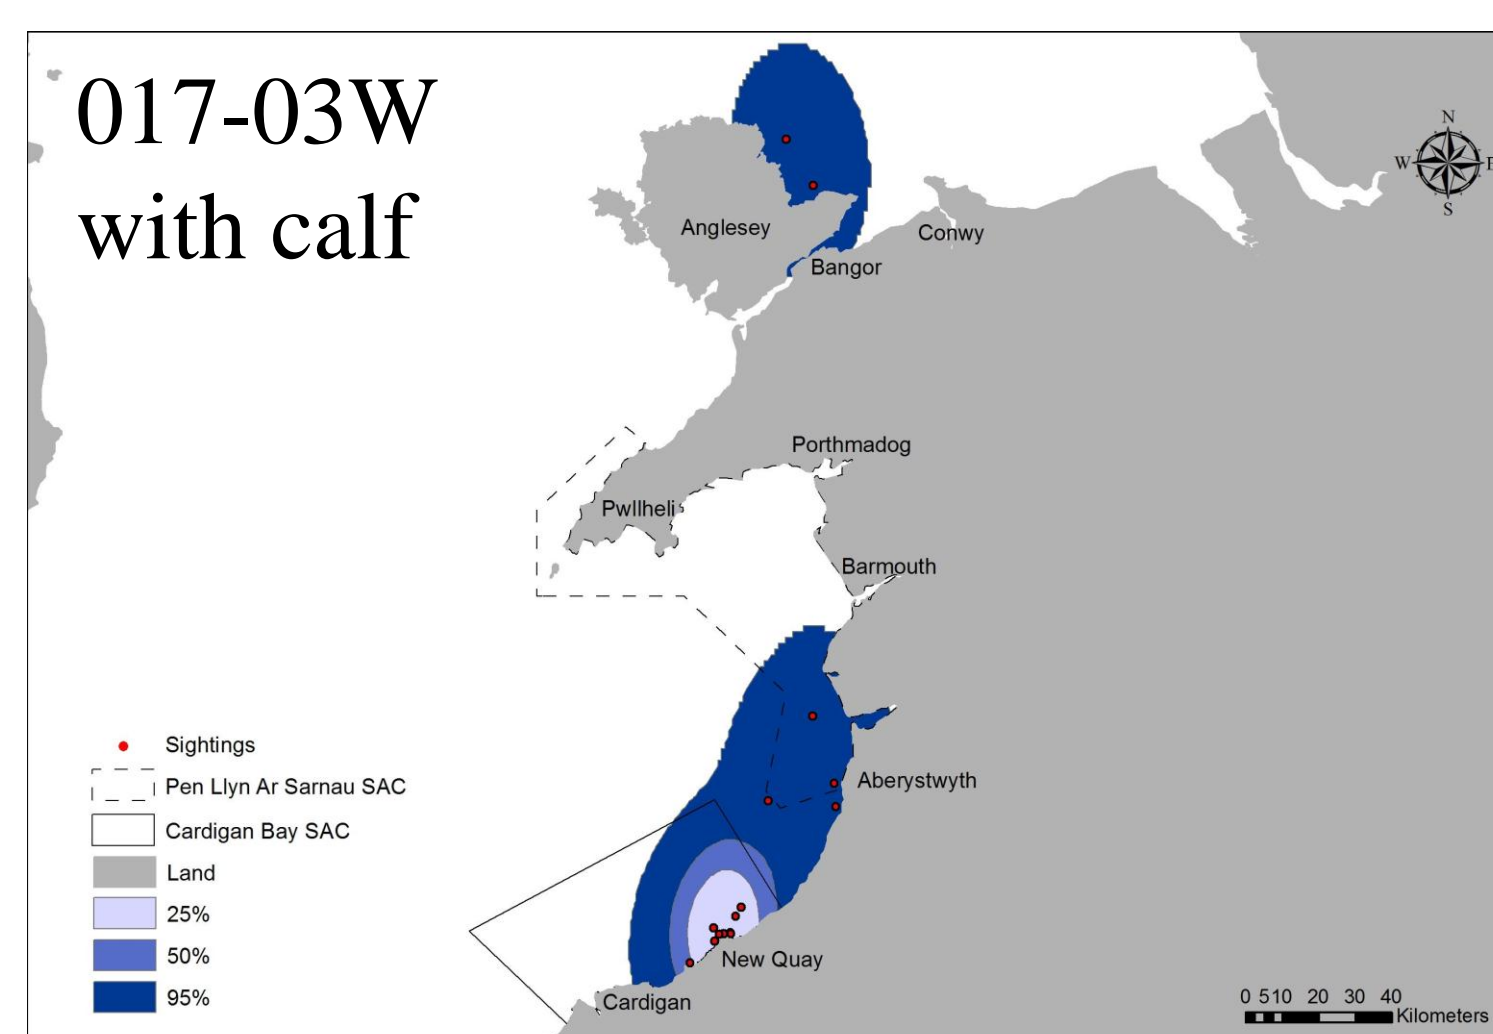 017-03W
with calf
N
W
E
S
Anglesey
Conwy
Bangor
Porthmadog
Pwllheli
Barmouth
Aberystwyth
New Quay
Cardigan
Sightings
Pen Llyn Ar Sarnau SAC
Cardigan Bay SAC
Land
25%
50%
95%
0 5 10 20 30 40
Kilometers